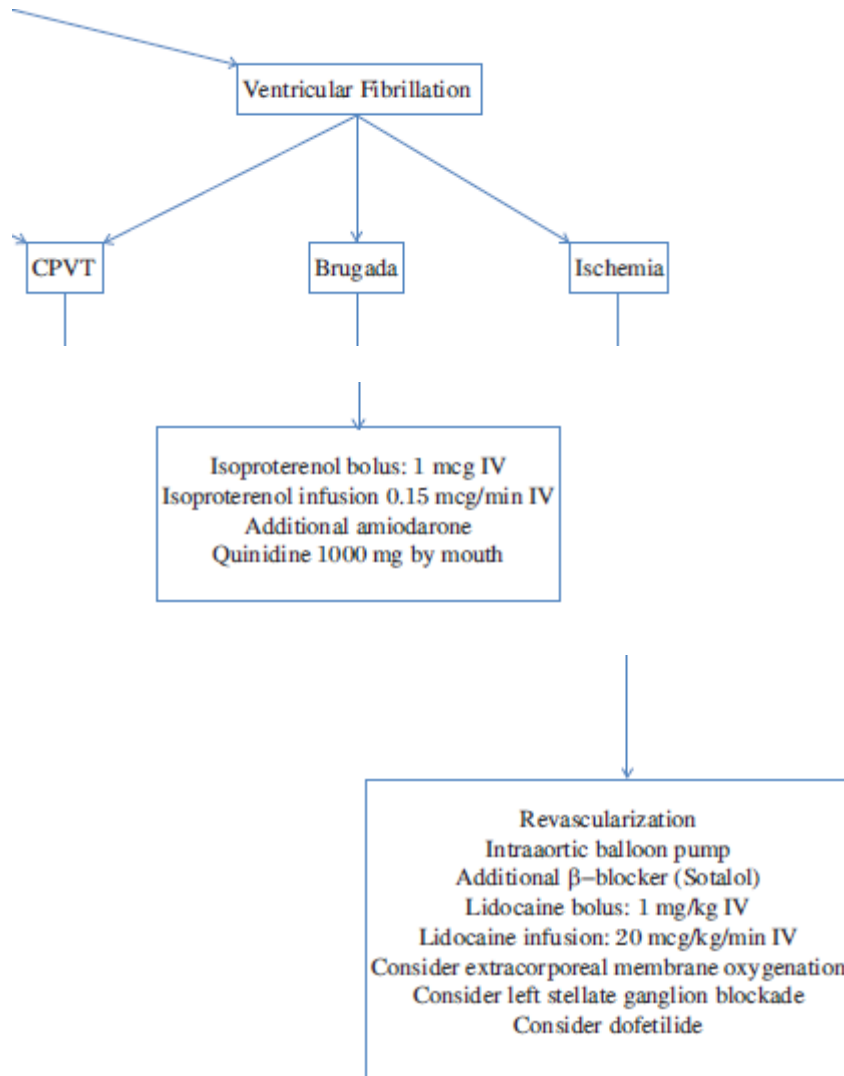 Ventricular Fibrillation
CPVT
Brugada
Ischemia
Isoproterenol bolus: 1 mcg IV
Isoproterenol infusion 0.15 mcg/min IV
Additional amiodarone
Quinidine 1000 mg by mouth
Revascularization
Intraaortic balloon pump
Additional β–blocker (Sotalol)
Lidocaine bolus: 1 mg/kg IV
Lidocaine infusion: 20 mcg/kg/min IV
Consider extracorporeal membrane oxygenation
Consider left stellate ganglion blockade
Consider dofetilide